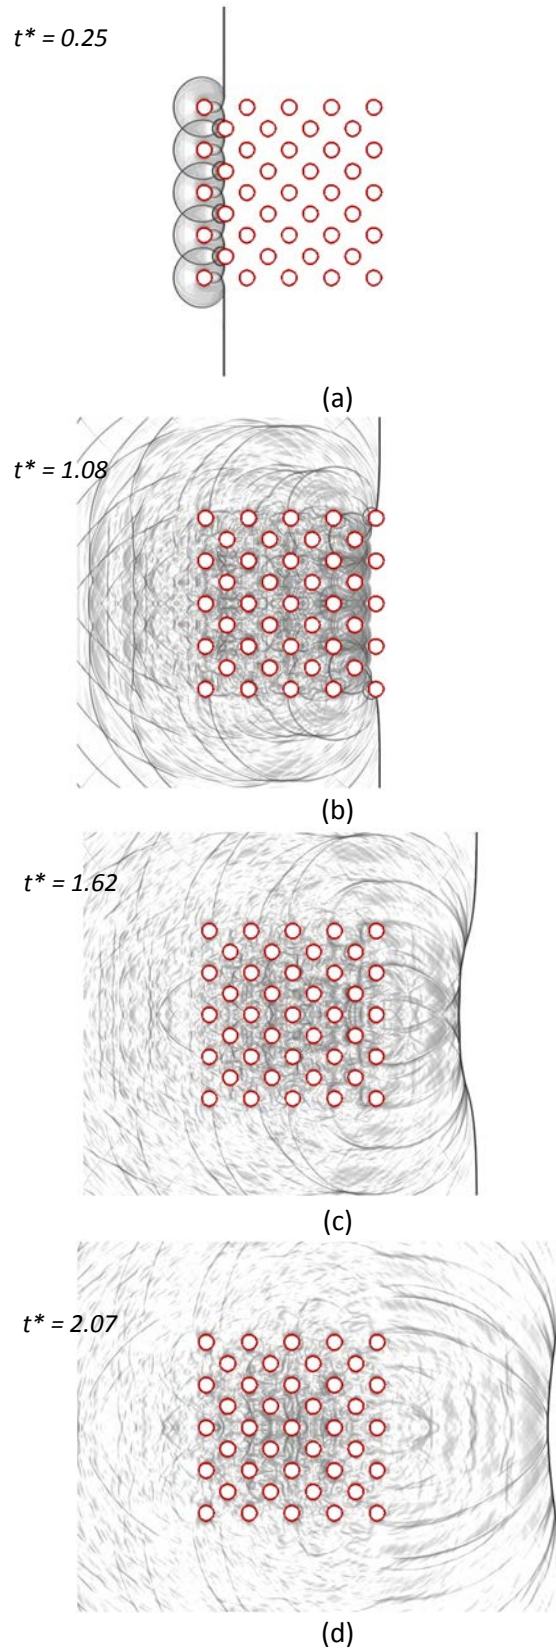 t* = 0.25
(a)
t* = 1.08
(b)
t* = 1.62
(c)
t* = 2.07
(d)